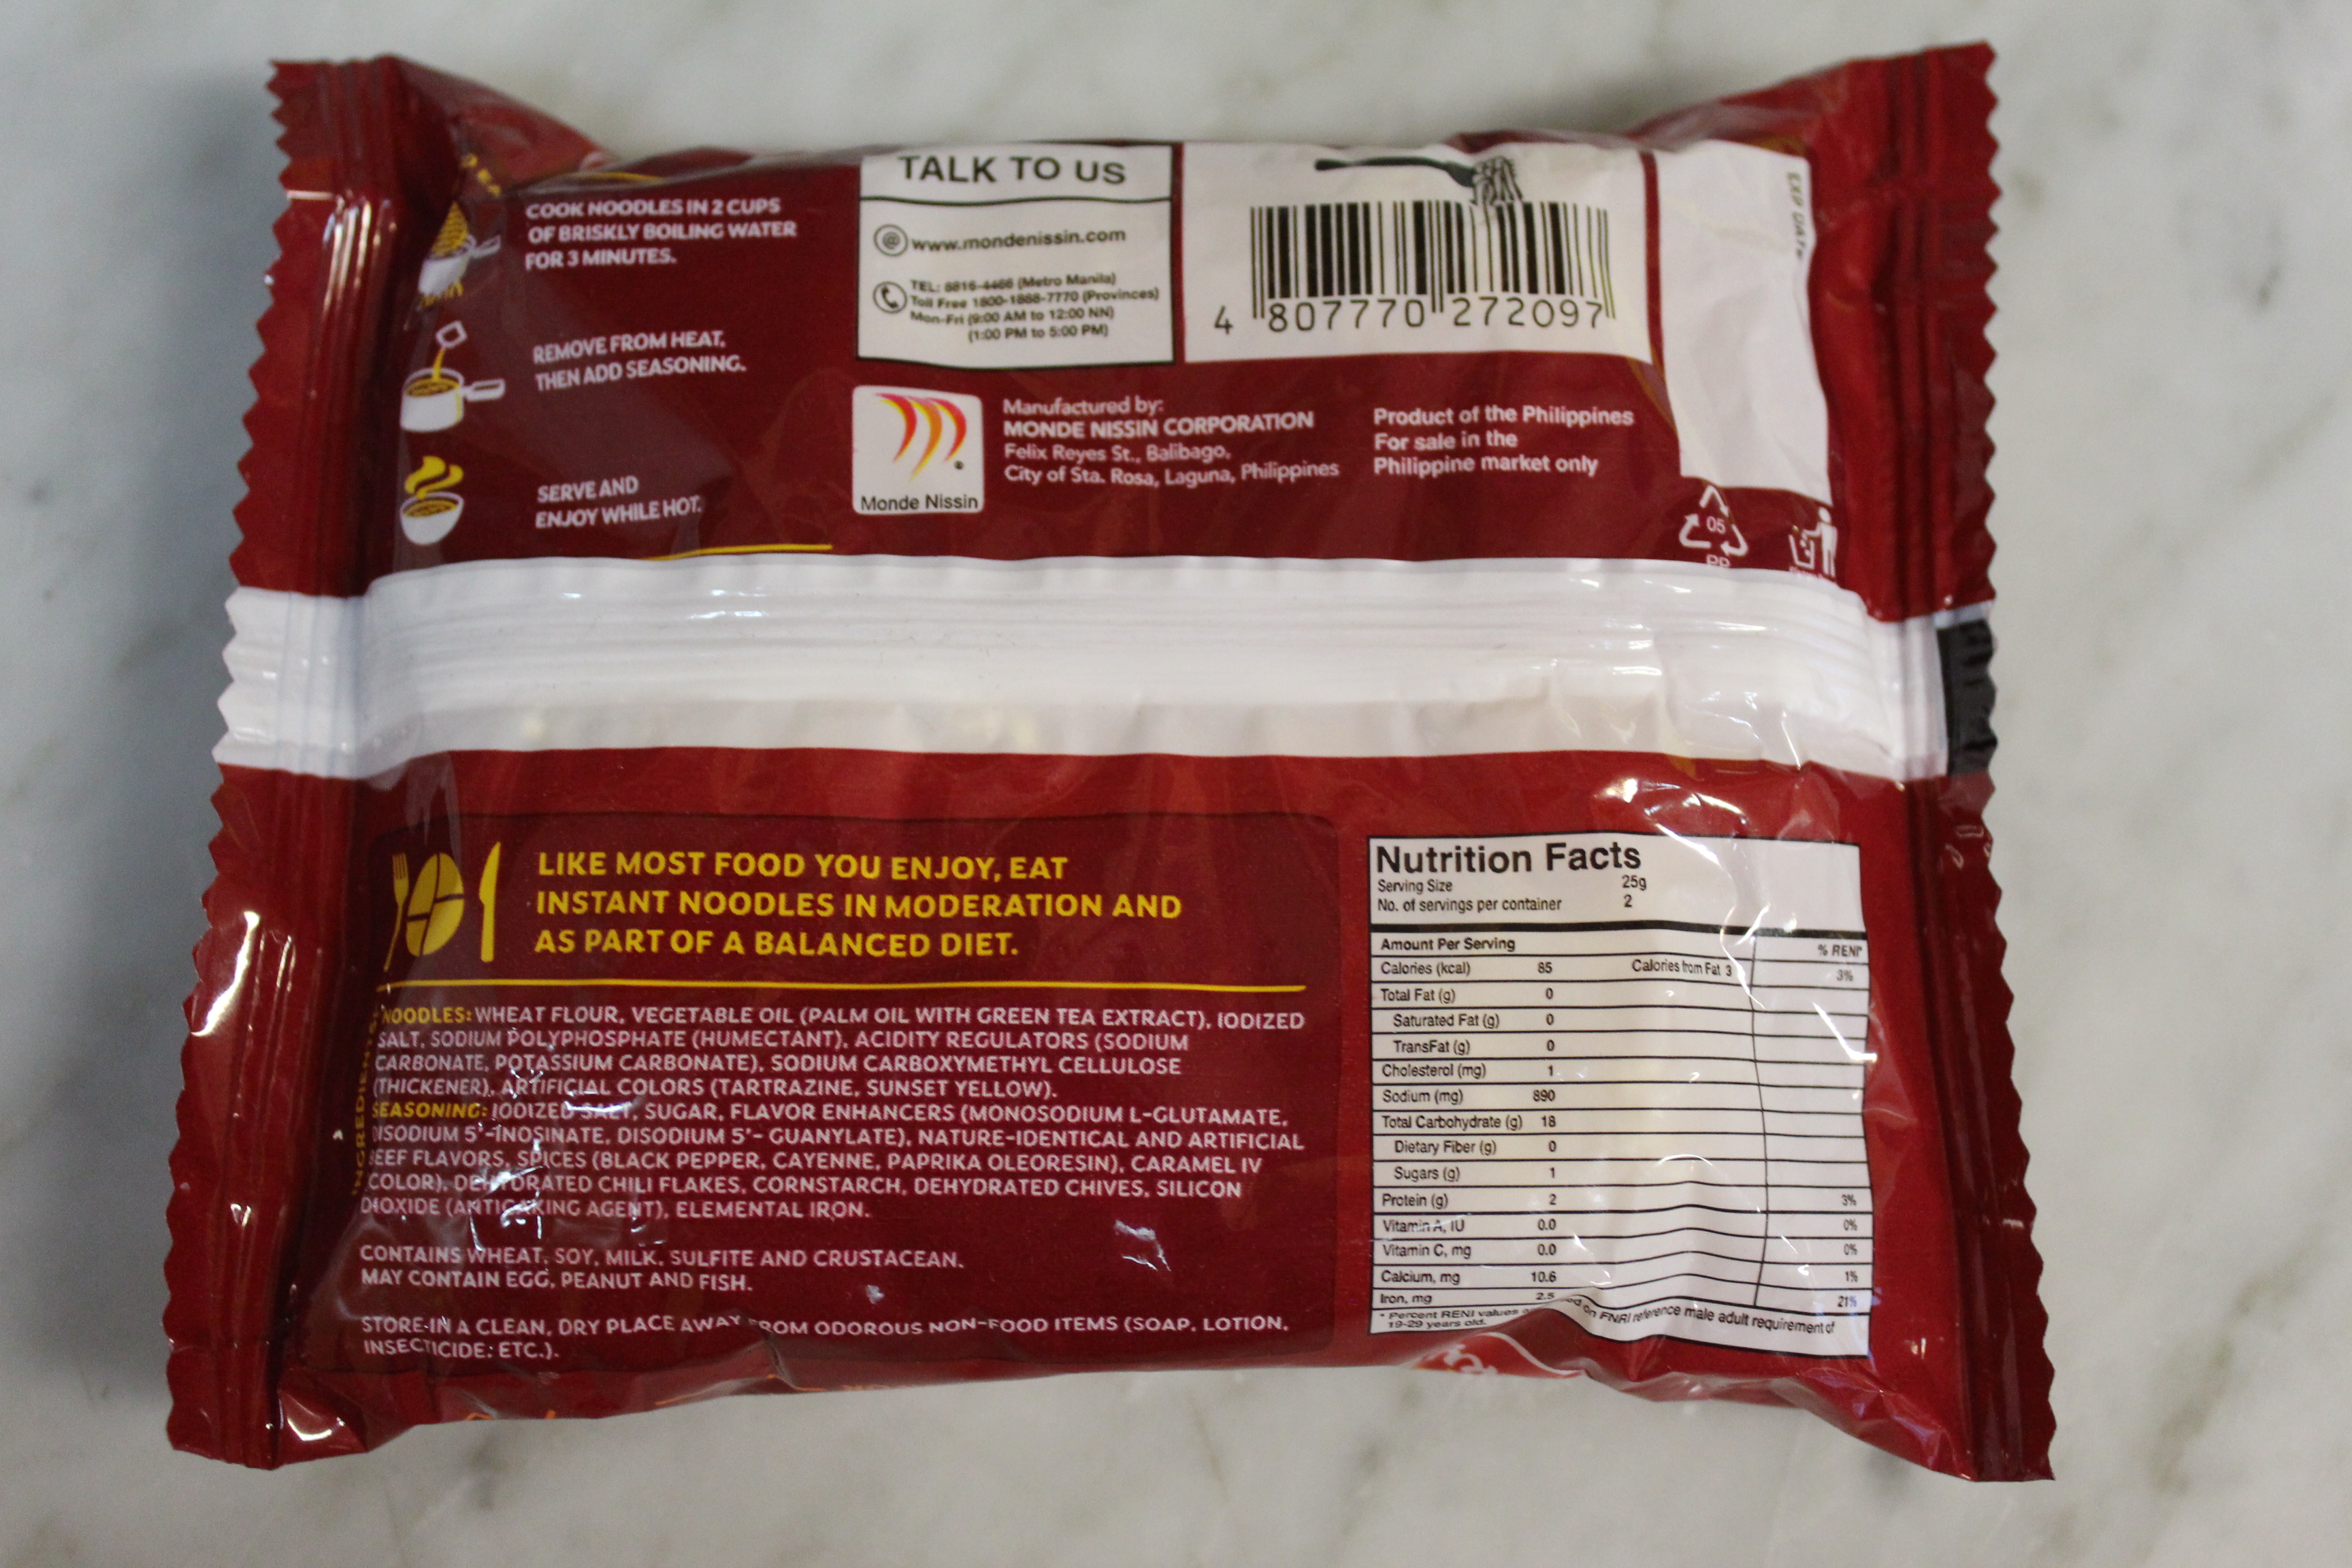 COOK NOODLES IN 2 CUPS
OF BRISKLY BOILING WATER
FOR 3 MINUTES.
REMOVE FROM HEAT,
THEN ADD SEASONING.
SERVE AND
ENJOY WHILE HOT.
TALK TO US
@ www.mondenissin.com
TEL: 8816-4466 (Metro Manila)
Toll Free 1800-1888-7770 (Provinces)
Mon-Fri (9:00 AM to 12:00 NN)
(1:00 PM to 5:00 PM)
4 807770 272097
EXP DATE
Monde Nissin
Manufactured by:
MONDE NISSIN CORPORATION
Felix Reyes St., Balibago,
City of Sta. Rosa, Laguna, Philippines
Product of the Philippines
For sale in the
Philippine market only
05
PP
LIKE MOST FOOD YOU ENJOY, EAT
INSTANT NOODLES IN MODERATION AND
AS PART OF A BALANCED DIET.
INGREDIENTS:
NOODLES: WHEAT FLOUR, VEGETABLE OIL (PALM OIL WITH GREEN TEA EXTRACT), IODIZED
SALT, SODIUM POLYPHOSPHATE (HUMECTANT), ACIDITY REGULATORS (SODIUM
CARBONATE, POTASSIUM CARBONATE), SODIUM CARBOXYMETHYL CELLULOSE
(THICKENER), ARTIFICIAL COLORS (TARTRAZINE, SUNSET YELLOW).
SEASONING: IODIZED SALT, SUGAR, FLAVOR ENHANCERS (MONOSODIUM L-GLUTAMATE,
DISODIUM 5'-INOSINATE, DISODIUM 5'- GUANYLATE), NATURE-IDENTICAL AND ARTIFICIAL
BEEF FLAVORS, SPICES (BLACK PEPPER, CAYENNE, PAPRIKA OLEORESIN), CARAMEL IV
(COLOR), DEHYDRATED CHILI FLAKES, CORNSTARCH, DEHYDRATED CHIVES, SILICON
DIOXIDE (ANTICAKING AGENT), ELEMENTAL IRON.
CONTAINS WHEAT, SOY, MILK, SULFITE AND CRUSTACEAN.
MAY CONTAIN EGG, PEANUT AND FISH.
STORE IN A CLEAN, DRY PLACE AWAY FROM ODOROUS NON-FOOD ITEMS (SOAP, LOTION,
INSECTICIDE, ETC.).
Nutrition Facts
Serving Size 25g
No. of servings per container 2
Amount Per Serving % RENI*
Calories (kcal) 85 Calories from Fat 3 3%
Total Fat (g) 0
Saturated Fat (g) 0
TransFat (g) 0
Cholesterol (mg) 1
Sodium (mg) 890
Total Carbohydrate (g) 18
Dietary Fiber (g) 0
Sugars (g) 1
Protein (g) 2 3%
Vitamin A, IU 0.0 0%
Vitamin C, mg 0.0 0%
Calcium, mg 10.6 1%
Iron, mg 2.5 21%
* Percent RENI values on FNRI reference male adult requirement of
19-29 years old.